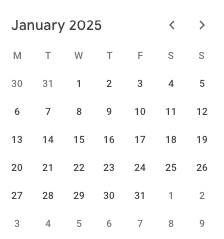 January 2025
M T W T F S S
30 31 1 2 3 4 5
6 7 8 9 10 11 12
13 14 15 16 17 18 19
20 21 22 23 24 25 26
27 28 29 30 31 1 2
3 4 5 6 7 8 9